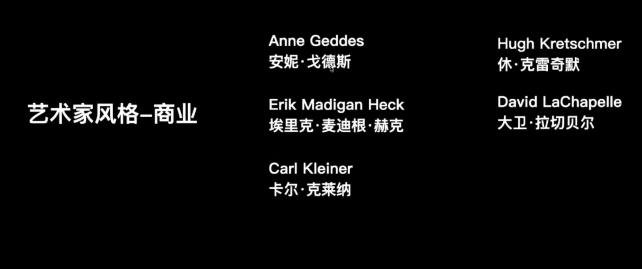 艺术家风格-商业
Anne Geddes
安妮·戈德斯
Erik Madigan Heck
埃里克·麦迪根·赫克
Carl Kleiner
卡尔·克莱纳
Hugh Kretschmer
休·克雷奇默
David LaChapelle
大卫·拉切贝尔